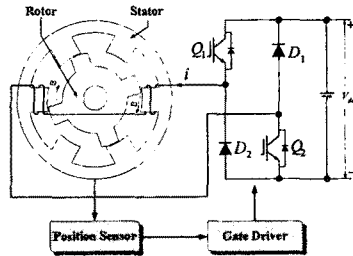 Rotor
Stator
Q1
D1
i
D2
Q2
Position Sensor
Gate Driver
+
-